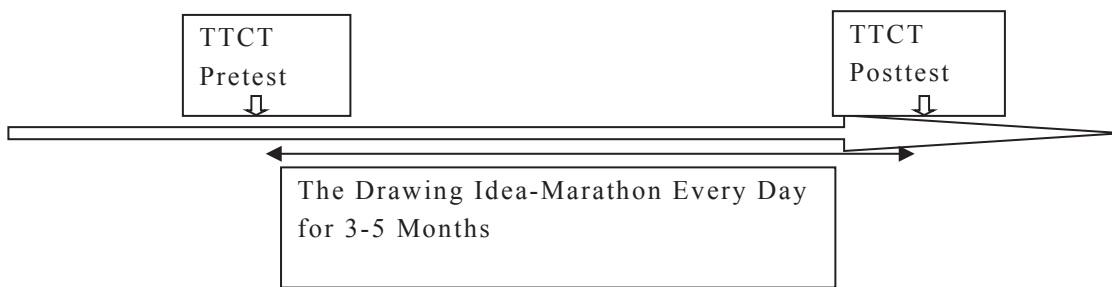 TTCT
Pretest
TTCT
Posttest
The Drawing Idea-Marathon Every Day
for 3-5 Months